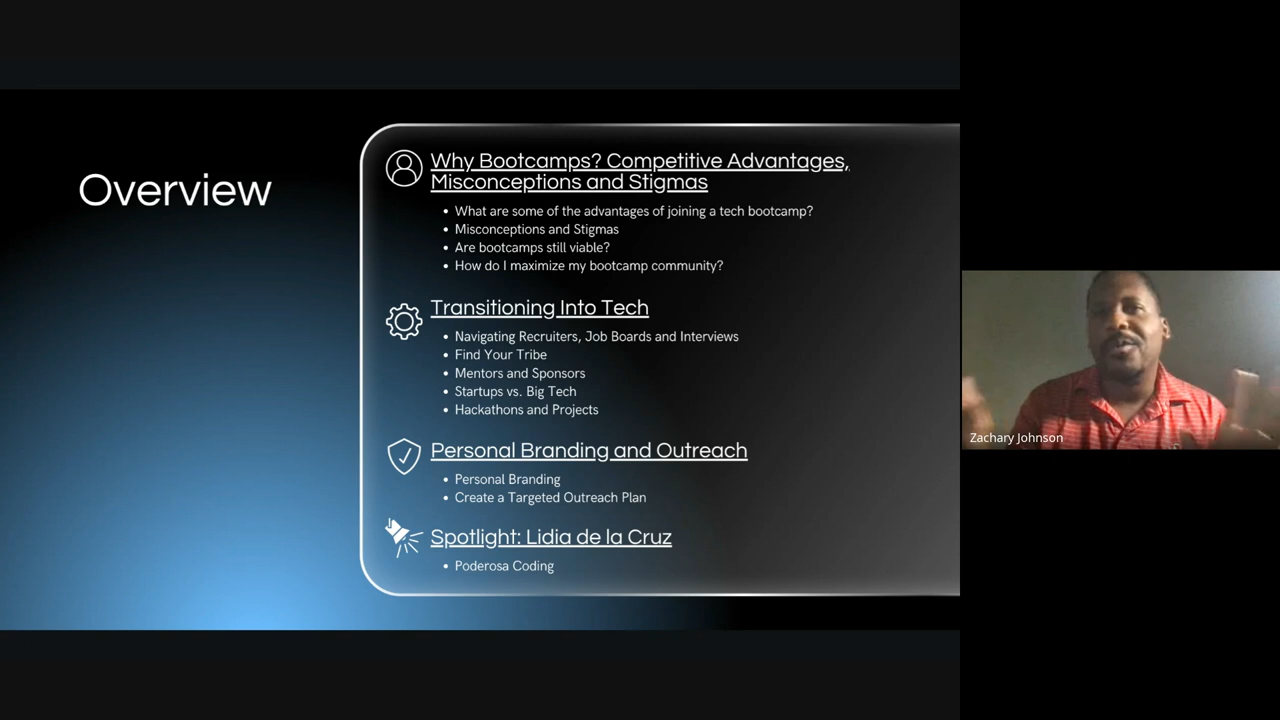 Overview
Why Bootcamps? Competitive Advantages,
Misconceptions and Stigmas
• What are some of the advantages of joining a tech bootcamp?
• Misconceptions and Stigmas
• Are bootcamps still viable?
• How do I maximize my bootcamp community?
Transitioning Into Tech
• Navigating Recruiters, Job Boards and Interviews
• Find Your Tribe
• Mentors and Sponsors
• Startups vs. Big Tech
• Hackathons and Projects
Personal Branding and Outreach
• Personal Branding
• Create a Targeted Outreach Plan
Spotlight: Lidia de la Cruz
• Poderosa Coding
Zachary Johnson